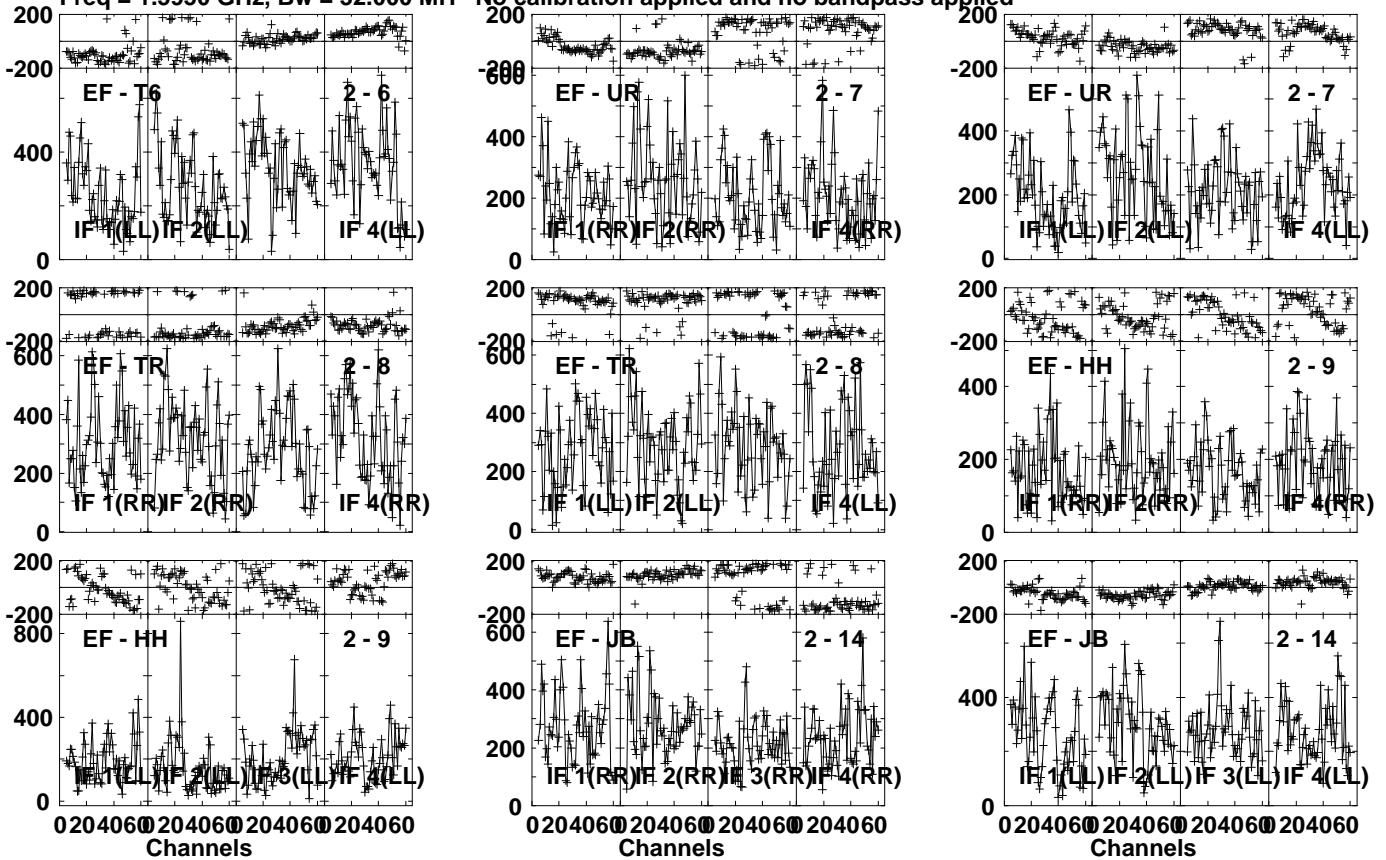 Freq = 1.5950 GHz, Bw = 32.000 MH No calibration applied and no bandpass applied
200
-200
EF - T6 2 - 6
400
0
IF 1(LL) IF 2(LL) IF 4(LL)
200
-200
600
EF - UR 2 - 7
400
200
0
IF 1(RR) IF 2(RR) IF 4(RR)
200
-200
EF - UR 2 - 7
400
200
0
IF 1(LL) IF 2(LL) IF 4(LL)
200
-200
600
EF - TR 2 - 8
400
200
0
IF 1(RR) IF 2(RR) IF 4(RR)
200
-200
600
EF - TR 2 - 8
400
200
0
IF 1(LL) IF 2(LL) IF 4(LL)
200
-200
EF - HH 2 - 9
400
200
0
IF 1(RR) IF 2(RR) IF 4(RR)
200
-200
800
EF - HH 2 - 9
400
0
IF 1(LL) IF 2(LL) IF 3(LL) IF 4(LL)
0 20 40 60 0 20 40 60 0 20 40 60 0 20 40 60
Channels
200
-200
600
EF - JB 2 - 14
400
200
0
IF 1(RR) IF 2(RR) IF 3(RR) IF 4(RR)
0 20 40 60 0 20 40 60 0 20 40 60 0 20 40 60
Channels
200
-200
EF - JB 2 - 14
400
0
IF 1(LL) IF 2(LL) IF 3(LL) IF 4(LL)
0 20 40 60 0 20 40 60 0 20 40 60 0 20 40 60
Channels